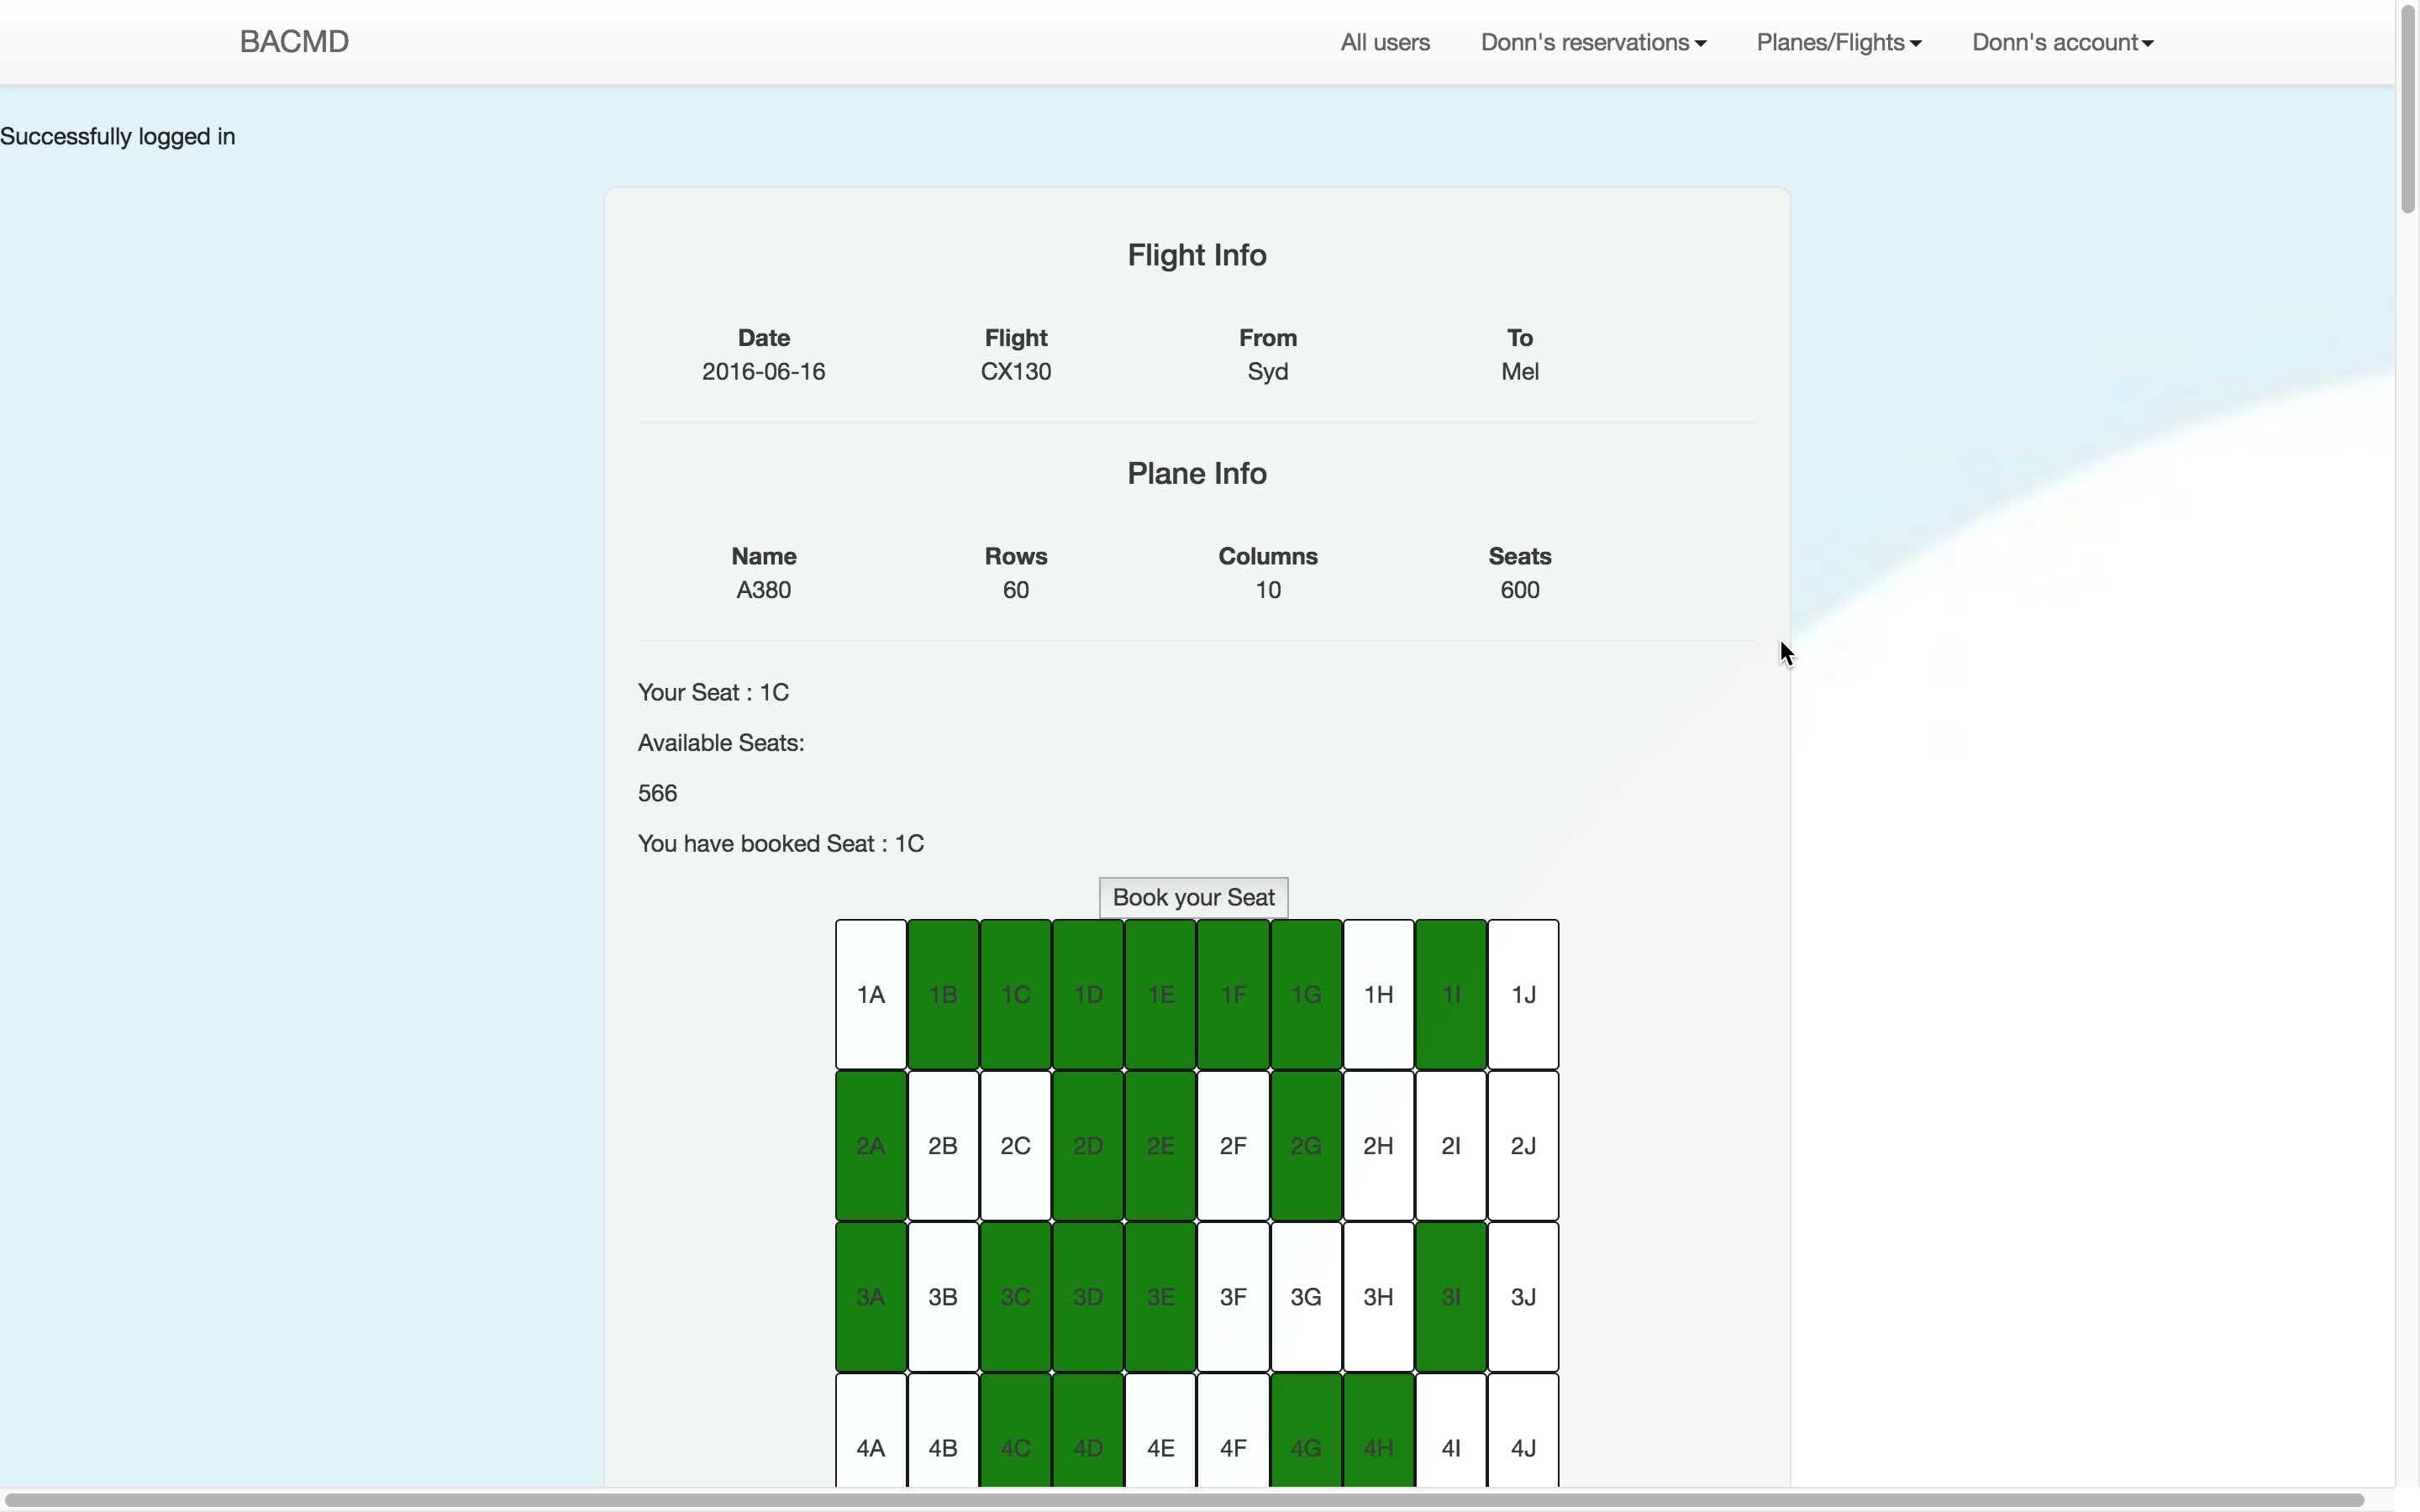 BACMD All users Donn's reservations Planes/Flights Donn's account
Successfully logged in
Flight Info
Date Flight From To
2016-06-16 CX130 Syd Mel
Plane Info
Name Rows Columns Seats
A380 60 10 600
Your Seat : 1C
Available Seats:
566
You have booked Seat : 1C
Book your Seat
1A 1B 1C 1D 1E 1F 1G 1H 1I 1J
2A 2B 2C 2D 2E 2F 2G 2H 2I 2J
3A 3B 3C 3D 3E 3F 3G 3H 3I 3J
4A 4B 4C 4D 4E 4F 4G 4H 4I 4J